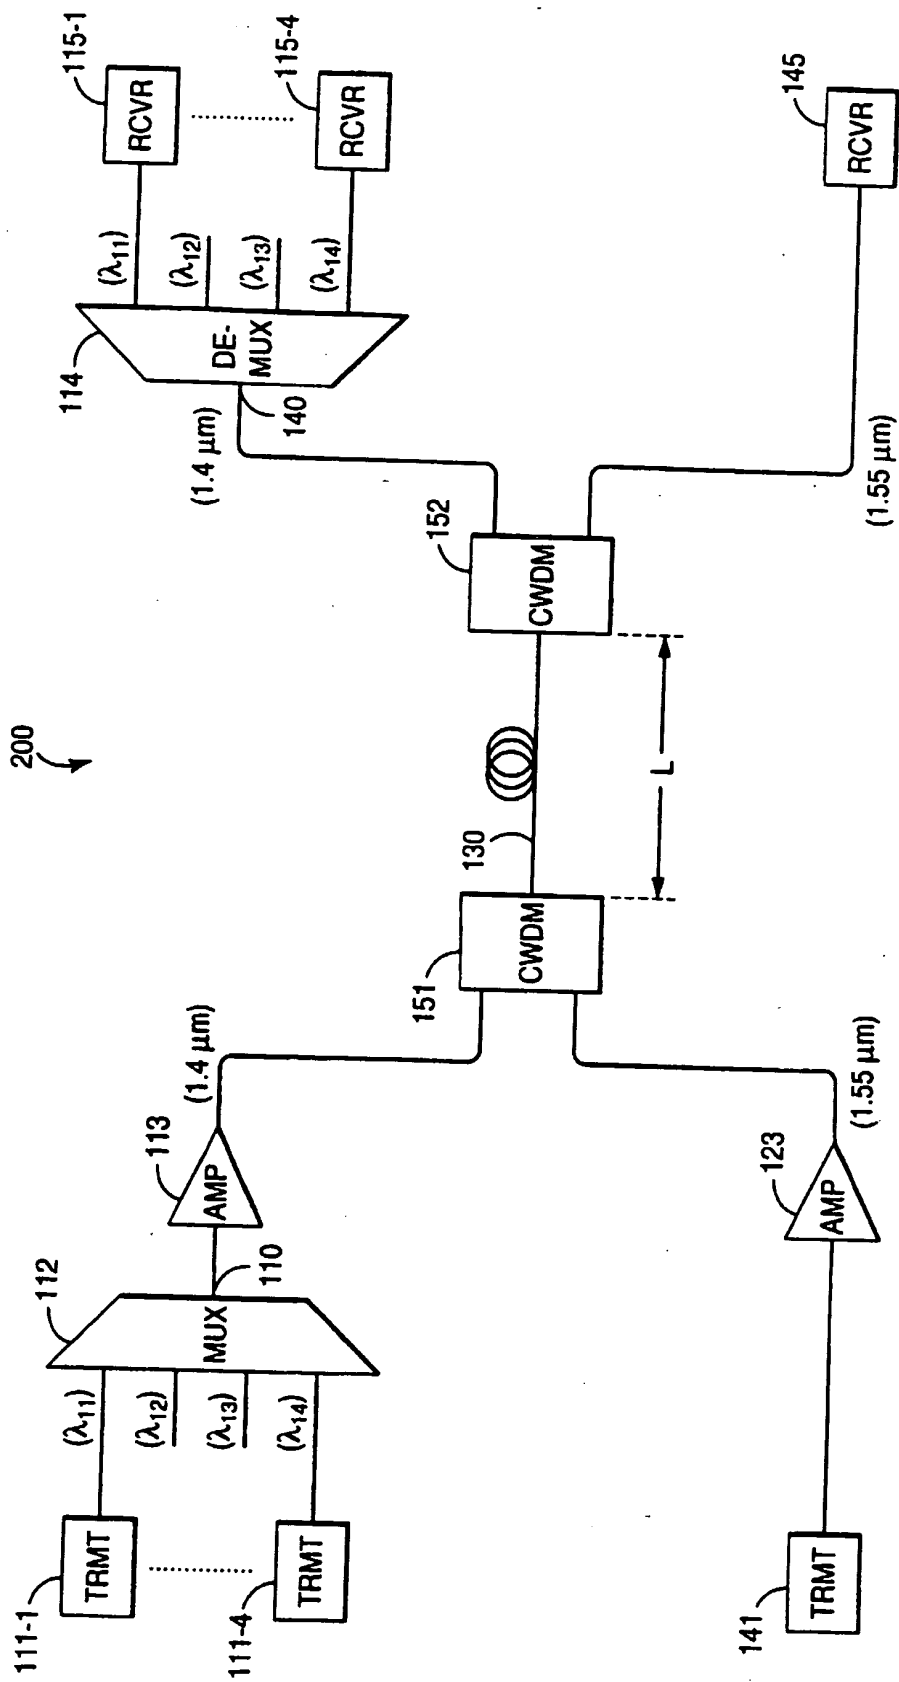 200
111-1
TRMT
111-4
TRMT
(λ11)
(λ12)
(λ13)
(λ14)
112
MUX
110
113
AMP
(1.4 μm)
141
TRMT
123
AMP
(1.55 μm)
151
CWDM
130
L
152
CWDM
(1.4 μm)
140
114
DE-
MUX
(λ11)
(λ12)
(λ13)
(λ14)
115-1
RCVR
115-4
RCVR
(1.55 μm)
145
RCVR